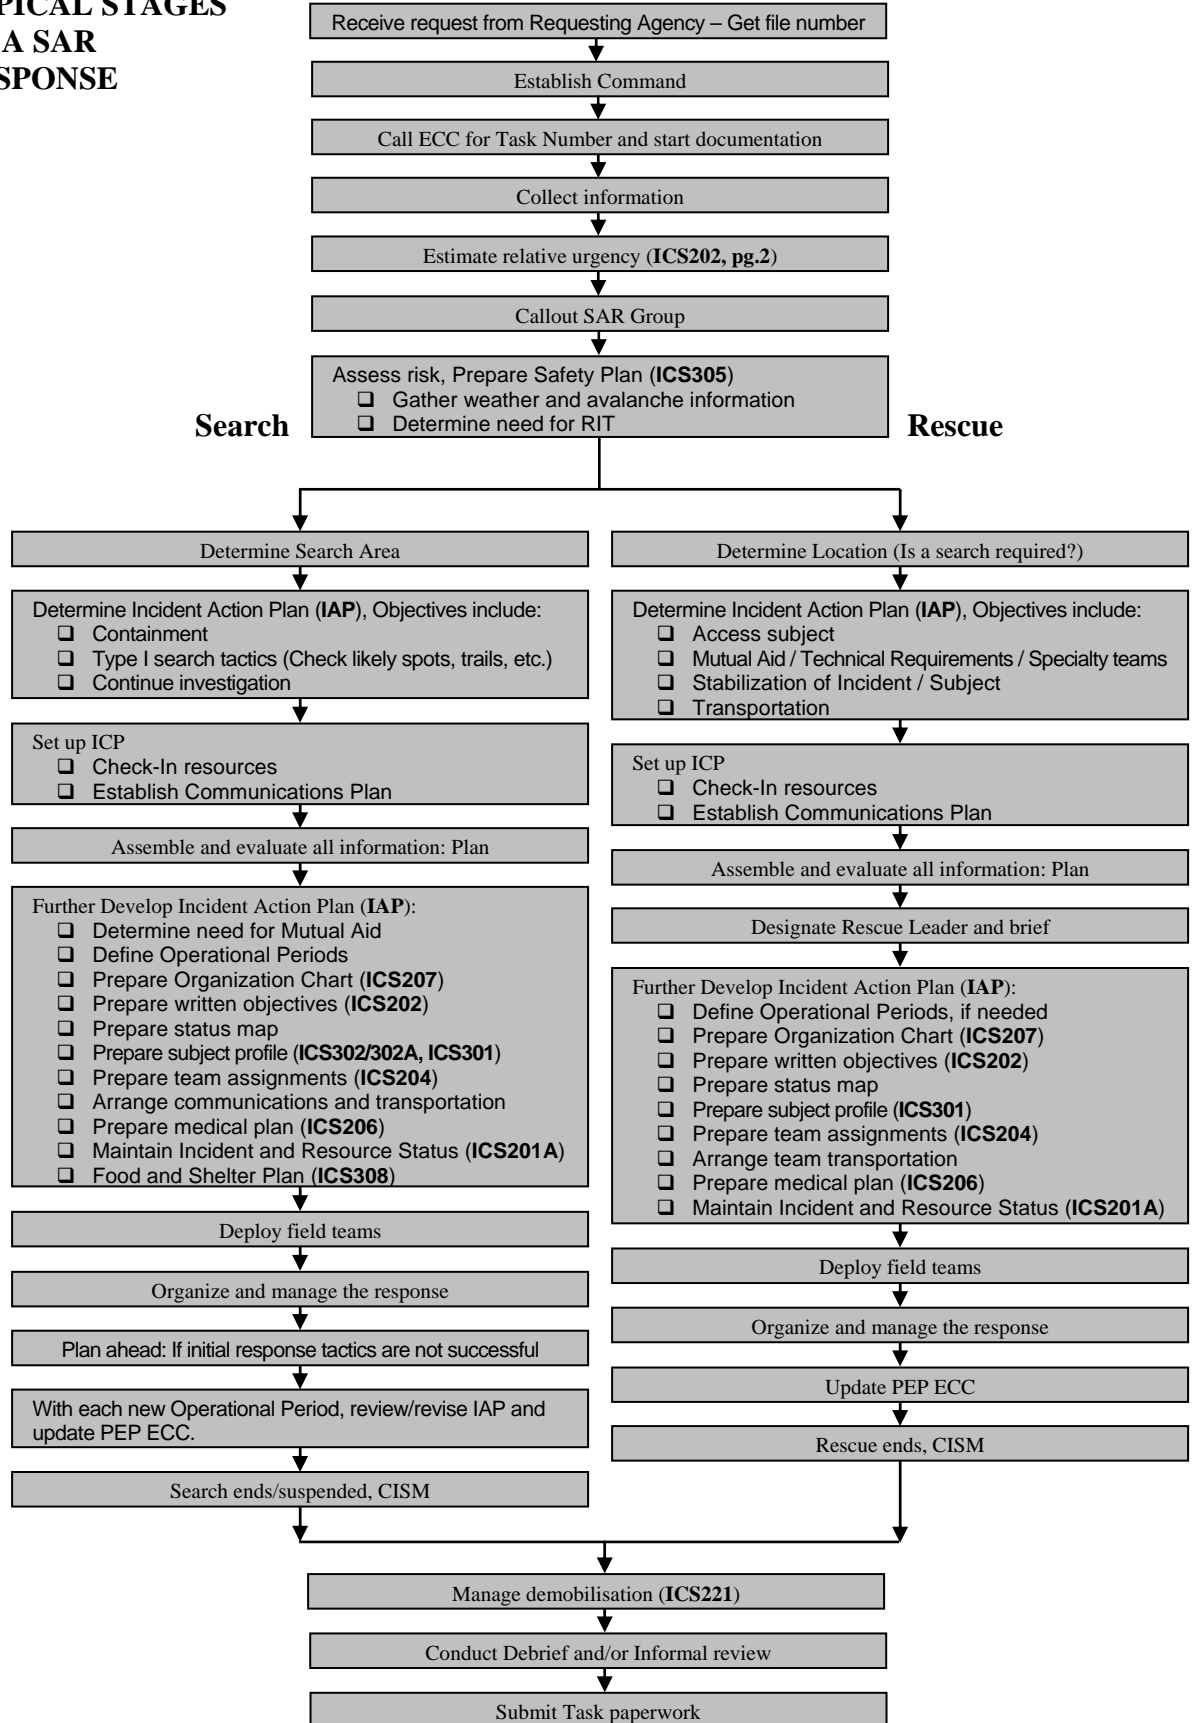 PICAL STAGES
A SAR
SPONSE
Receive request from Requesting Agency – Get file number
Establish Command
Call ECC for Task Number and start documentation
Collect information
Estimate relative urgency (ICS202, pg.2)
Callout SAR Group
Assess risk, Prepare Safety Plan (ICS305)
❑ Gather weather and avalanche information
❑ Determine need for RIT
Search
Rescue
Determine Search Area
Determine Incident Action Plan (IAP), Objectives include:
❑ Containment
❑ Type I search tactics (Check likely spots, trails, etc.)
❑ Continue investigation
Set up ICP
❑ Check-In resources
❑ Establish Communications Plan
Assemble and evaluate all information: Plan
Further Develop Incident Action Plan (IAP):
❑ Determine need for Mutual Aid
❑ Define Operational Periods
❑ Prepare Organization Chart (ICS207)
❑ Prepare written objectives (ICS202)
❑ Prepare status map
❑ Prepare subject profile (ICS302/302A, ICS301)
❑ Prepare team assignments (ICS204)
❑ Arrange communications and transportation
❑ Prepare medical plan (ICS206)
❑ Maintain Incident and Resource Status (ICS201A)
❑ Food and Shelter Plan (ICS308)
Deploy field teams
Organize and manage the response
Plan ahead: If initial response tactics are not successful
With each new Operational Period, review/revise IAP and
update PEP ECC.
Search ends/suspended, CISM
Determine Location (Is a search required?)
Determine Incident Action Plan (IAP), Objectives include:
❑ Access subject
❑ Mutual Aid / Technical Requirements / Specialty teams
❑ Stabilization of Incident / Subject
❑ Transportation
Set up ICP
❑ Check-In resources
❑ Establish Communications Plan
Assemble and evaluate all information: Plan
Designate Rescue Leader and brief
Further Develop Incident Action Plan (IAP):
❑ Define Operational Periods, if needed
❑ Prepare Organization Chart (ICS207)
❑ Prepare written objectives (ICS202)
❑ Prepare status map
❑ Prepare subject profile (ICS301)
❑ Prepare team assignments (ICS204)
❑ Arrange team transportation
❑ Prepare medical plan (ICS206)
❑ Maintain Incident and Resource Status (ICS201A)
Deploy field teams
Organize and manage the response
Update PEP ECC
Rescue ends, CISM
Manage demobilisation (ICS221)
Conduct Debrief and/or Informal review
Submit Task paperwork